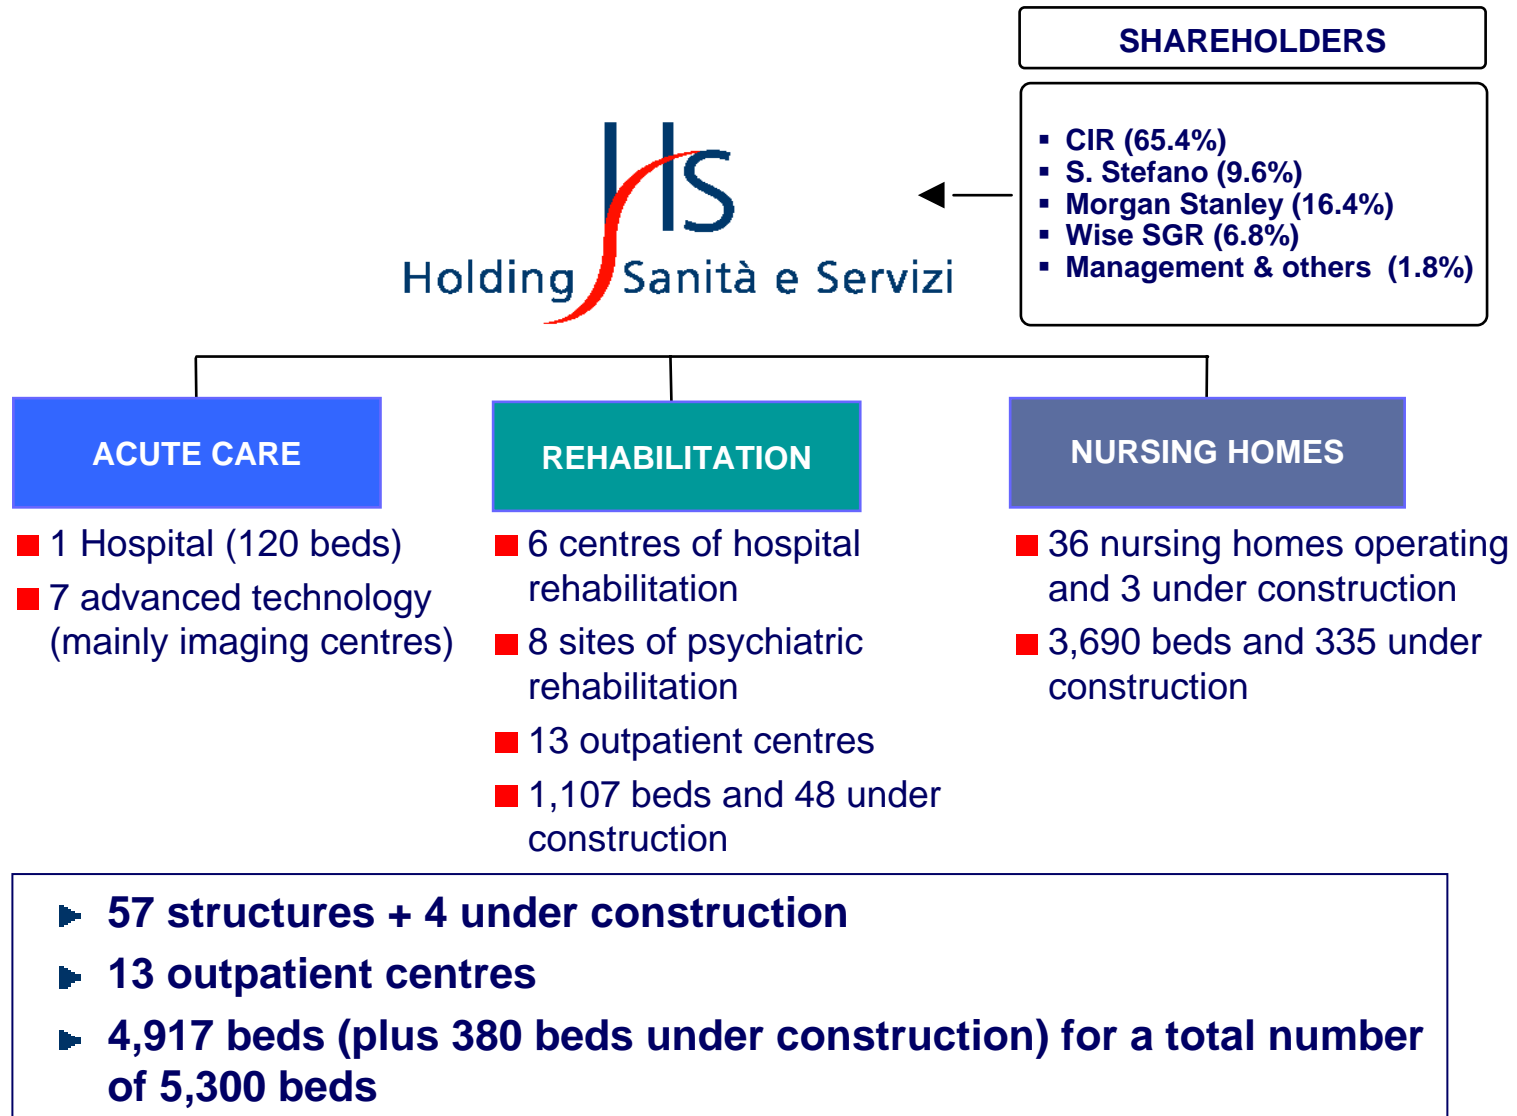 SHAREHOLDERS
▪ CIR (65.4%)
▪ S. Stefano (9.6%)
▪ Morgan Stanley (16.4%)
▪ Wise SGR (6.8%)
▪ Management & others (1.8%)
HS
Holding Sanità e Servizi
ACUTE CARE
■ 1 Hospital (120 beds)
■ 7 advanced technology
(mainly imaging centres)
REHABILITATION
■ 6 centres of hospital
rehabilitation
■ 8 sites of psychiatric
rehabilitation
■ 13 outpatient centres
■ 1,107 beds and 48 under
construction
NURSING HOMES
■ 36 nursing homes operating
and 3 under construction
■ 3,690 beds and 335 under
construction
► 57 structures + 4 under construction
► 13 outpatient centres
► 4,917 beds (plus 380 beds under construction) for a total number
of 5,300 beds